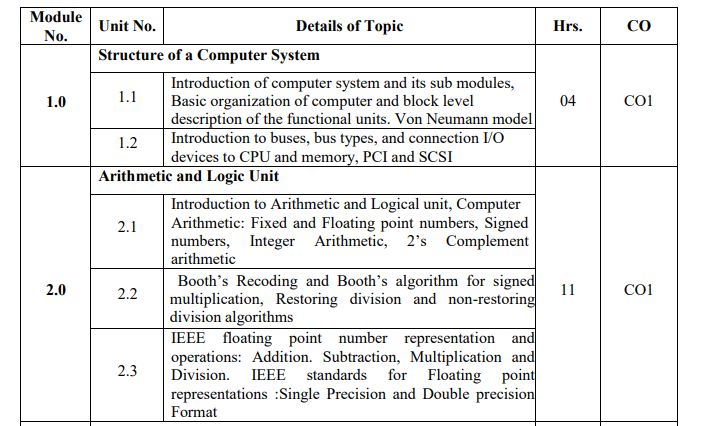 Module No. Unit No. Details of Topic Hrs. CO
Structure of a Computer System
1.0 04 CO1
1.1 Introduction of computer system and its sub modules,
Basic organization of computer and block level
description of the functional units. Von Neumann model
1.2 Introduction to buses, bus types, and connection I/O
devices to CPU and memory, PCI and SCSI
Arithmetic and Logic Unit
2.0 11 CO1
2.1 Introduction to Arithmetic and Logical unit, Computer
Arithmetic: Fixed and Floating point numbers, Signed
numbers, Integer Arithmetic, 2's Complement
arithmetic
2.2 Booth's Recoding and Booth's algorithm for signed
multiplication, Restoring division and non-restoring
division algorithms
2.3 IEEE floating point number representation and
operations: Addition. Subtraction, Multiplication and
Division. IEEE standards for Floating point
representations :Single Precision and Double precision
Format